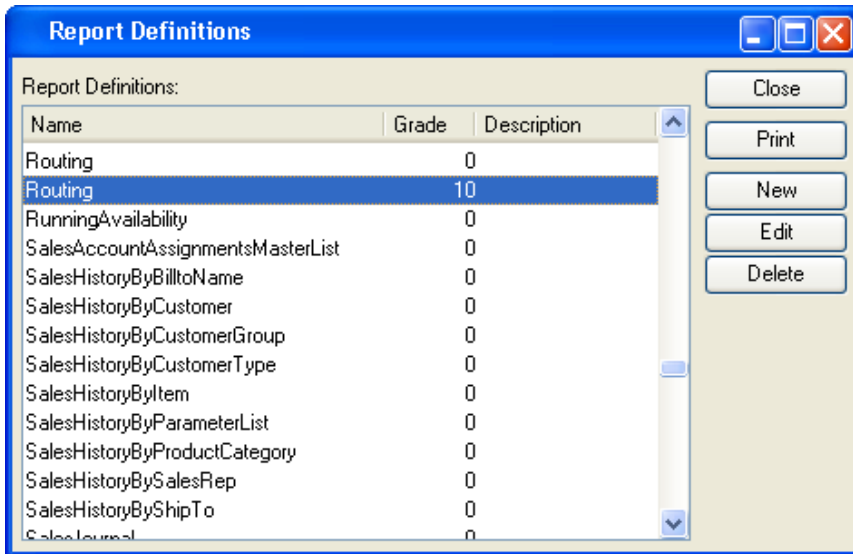 Report Definitions
Report Definitions:
Close
Name Grade Description
Print
Routing 0
Routing 10
New
RunningAvailability 0
Edit
SalesAccountAssignmentsMasterList 0
SalesHistoryByBilltoName 0
Delete
SalesHistoryByCustomer 0
SalesHistoryByCustomerGroup 0
SalesHistoryByCustomerType 0
SalesHistoryByItem 0
SalesHistoryByParameterList 0
SalesHistoryByProductCategory 0
SalesHistoryBySalesRep 0
SalesHistoryByShipTo 0
SalesJournal 0